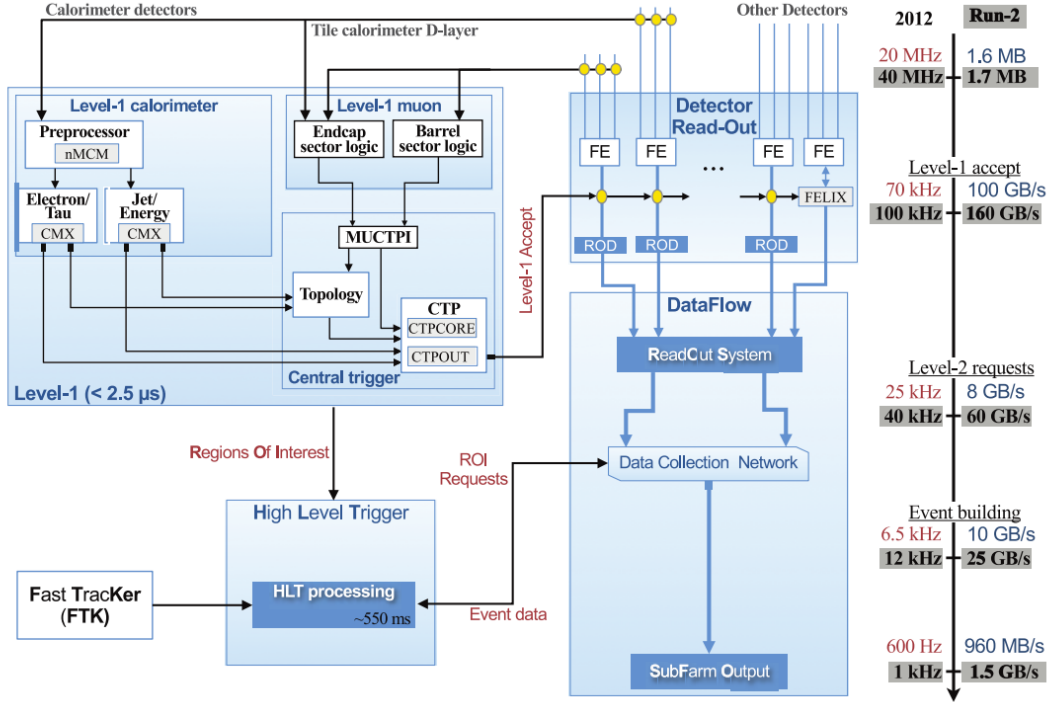 Calorimeter detectors
Tile calorimeter D-layer
Other Detectors
Level-1 calorimeter
Preprocessor
nMCM
Electron/
Tau
CMX
Jet/
Energy
CMX
Level-1 muon
Endcap
sector logic
Barrel
sector logic
MUCTPI
Topology
CTP
CTPCORE
CTPOUT
Central trigger
Level-1 (< 2.5 µs)
Level-1 Accept
Detector
Read-Out
FE
FE
...
FE
FE
FELIX
ROD
ROD
ROD
DataFlow
ReadOut System
Data Collection Network
SubFarm Output
Regions Of Interest
ROI
Requests
High Level Trigger
HLT processing
~550 ms
Event data
Fast TracKer
(FTK)
2012 Run-2
20 MHz 1.6 MB
40 MHz 1.7 MB
Level-1 accept
70 kHz 100 GB/s
100 kHz 160 GB/s
Level-2 requests
25 kHz 8 GB/s
40 kHz 60 GB/s
Event building
6.5 kHz 10 GB/s
12 kHz 25 GB/s
600 Hz 960 MB/s
1 kHz 1.5 GB/s